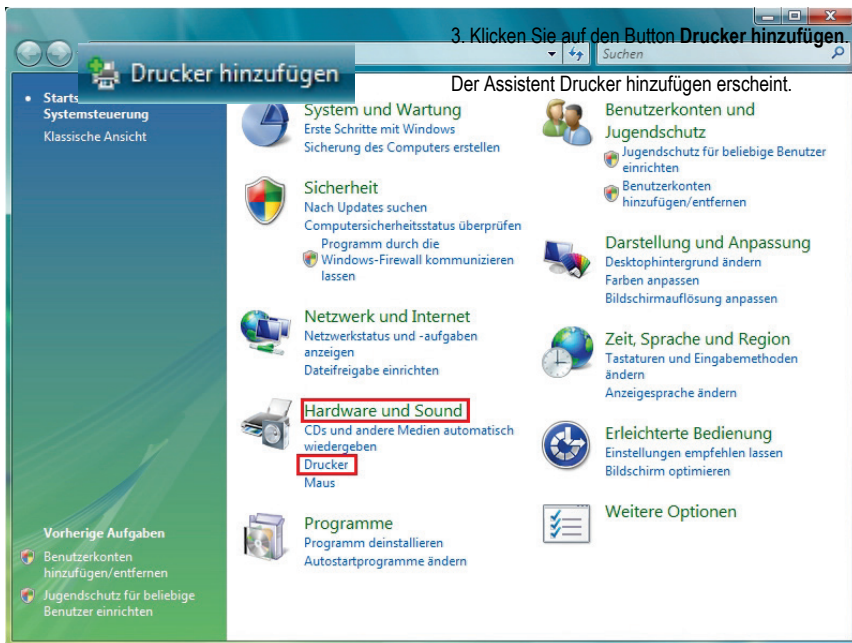 3. Klicken Sie auf den Button Drucker hinzufügen.
Suchen
Drucker hinzufügen
Der Assistent Drucker hinzufügen erscheint.
Systemsteuerung
Klassische Ansicht
System und Wartung
Erste Schritte mit Windows
Sicherung des Computers erstellen
Sicherheit
Nach Updates suchen
Computersicherheitsstatus überprüfen
Programm durch die
Windows-Firewall kommunizieren
lassen
Netzwerk und Internet
Netzwerkstatus und -aufgaben
anzeigen
Dateifreigabe einrichten
Hardware und Sound
CDs und andere Medien automatisch
wiedergeben
Drucker
Maus
Programme
Programm deinstallieren
Autostartprogramme ändern
Benutzerkonten und
Jugendschutz
Jugendschutz für beliebige Benutzer
einrichten
Benutzerkonten
hinzufügen/entfernen
Darstellung und Anpassung
Desktophintergrund ändern
Farben anpassen
Bildschirmauflösung anpassen
Zeit, Sprache und Region
Tastaturen und Eingabemethoden
ändern
Anzeigesprache ändern
Erleichterte Bedienung
Einstellungen empfehlen lassen
Bildschirm optimieren
Weitere Optionen
Vorherige Aufgaben
Benutzerkonten
hinzufügen/entfernen
Jugendschutz für beliebige
Benutzer einrichten